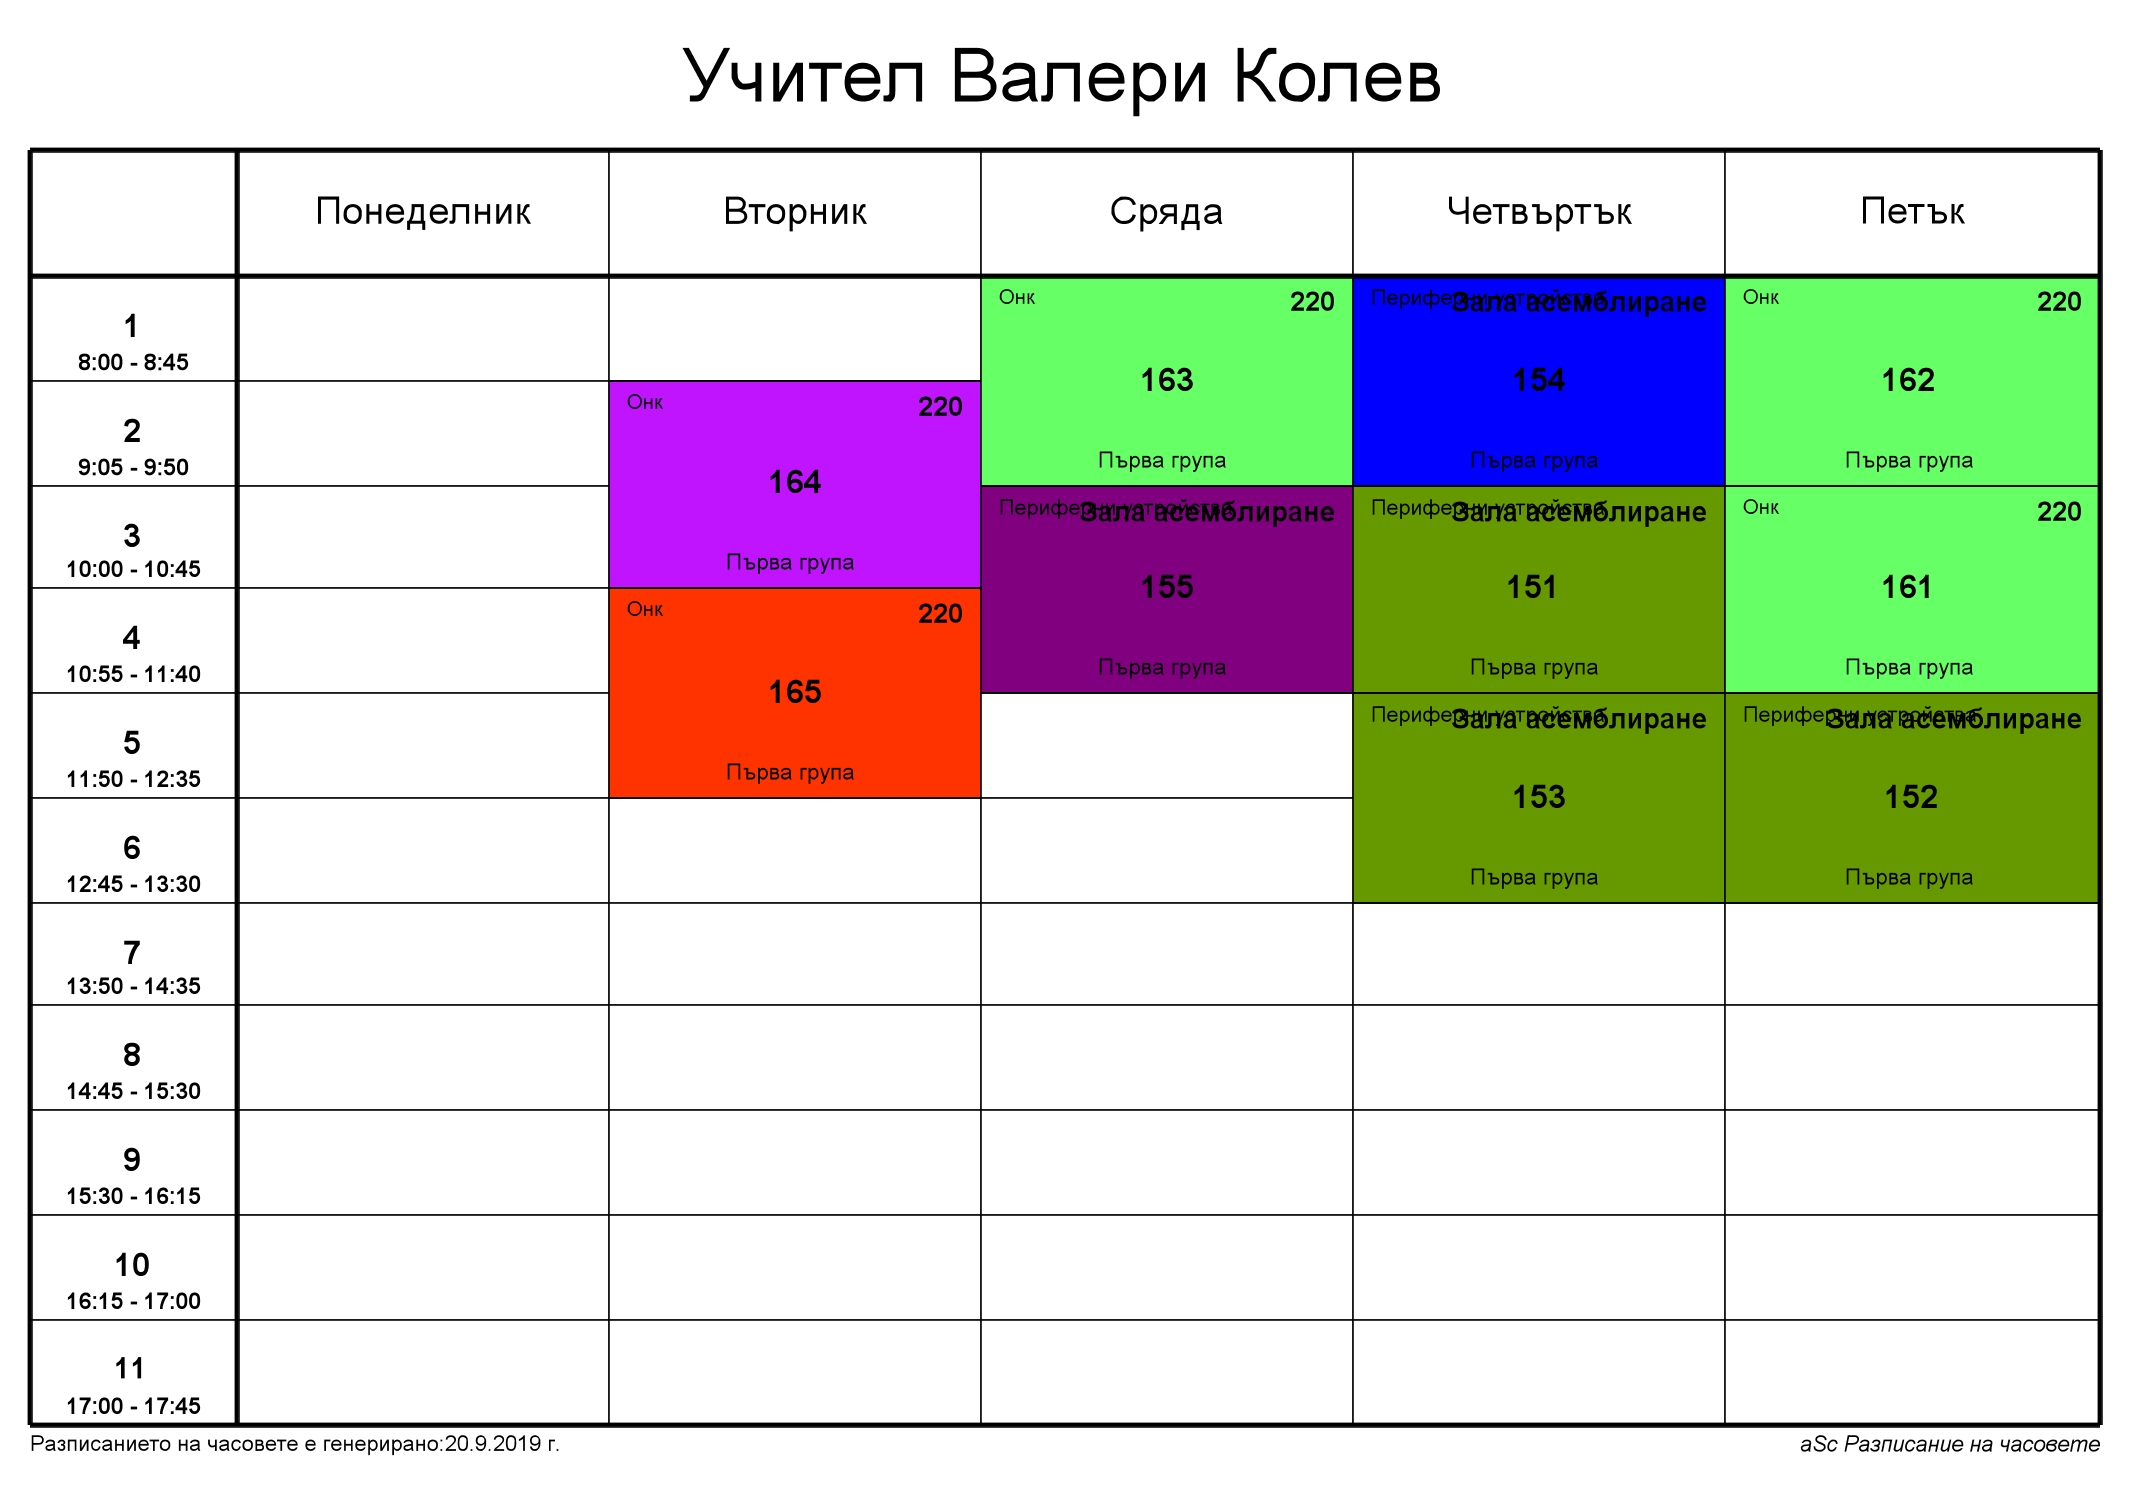 Учител Валери Колев
Понеделник Вторник Сряда Четвъртък Петък
1
8:00 - 8:45
Онк 220
163
Първа група
Периферни устройства Зала асемблиране
154
Първа група
Онк 220
162
Първа група
2
9:05 - 9:50
Онк 220
164
Първа група
3
10:00 - 10:45
Периферни устройства Зала асемблиране
155
Първа група
Периферни устройства Зала асемблиране
151
Първа група
Онк 220
161
Първа група
4
10:55 - 11:40
Онк 220
165
Първа група
5
11:50 - 12:35
Периферни устройства Зала асемблиране
153
Първа група
Периферни устройства Зала асемблиране
152
Първа група
6
12:45 - 13:30
7
13:50 - 14:35
8
14:45 - 15:30
9
15:30 - 16:15
10
16:15 - 17:00
11
17:00 - 17:45
Разписанието на часовете е генерирано:20.9.2019 г.
aSc Разписание на часовете